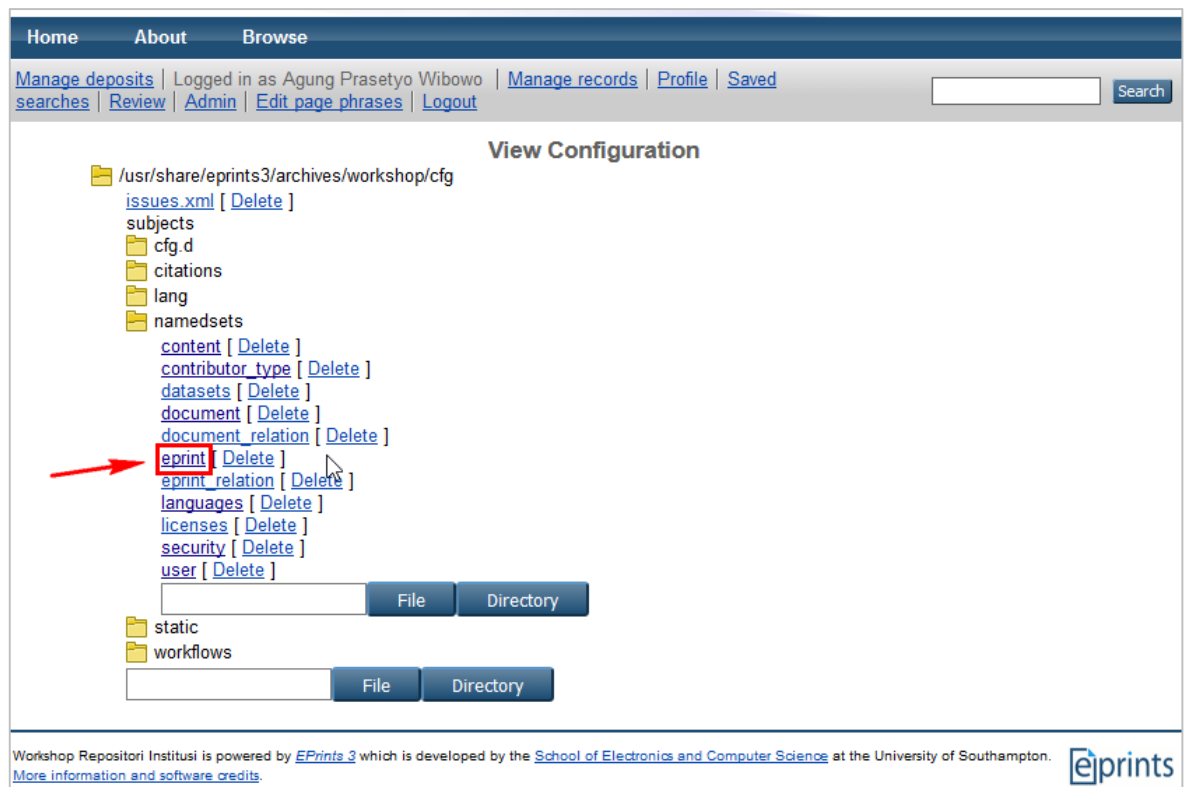 Home About Browse
Manage deposits | Logged in as Agung Prasetyo Wibowo | Manage records | Profile | Saved
searches | Review | Admin | Edit page phrases | Logout
Search
View Configuration
/usr/share/eprints3/archives/workshop/cfg
issues.xml [ Delete ]
subjects
cfg.d
citations
lang
namedsets
content [ Delete ]
contributor_type [ Delete ]
datasets [ Delete ]
document [ Delete ]
document_relation [ Delete ]
eprint [ Delete ]
eprint_relation [ Delete ]
languages [ Delete ]
licenses [ Delete ]
security [ Delete ]
user [ Delete ]
File Directory
static
workflows
File Directory
Workshop Repositori Institusi is powered by EPrints 3 which is developed by the School of Electronics and Computer Science at the University of Southampton.
More information and software credits.
eprints